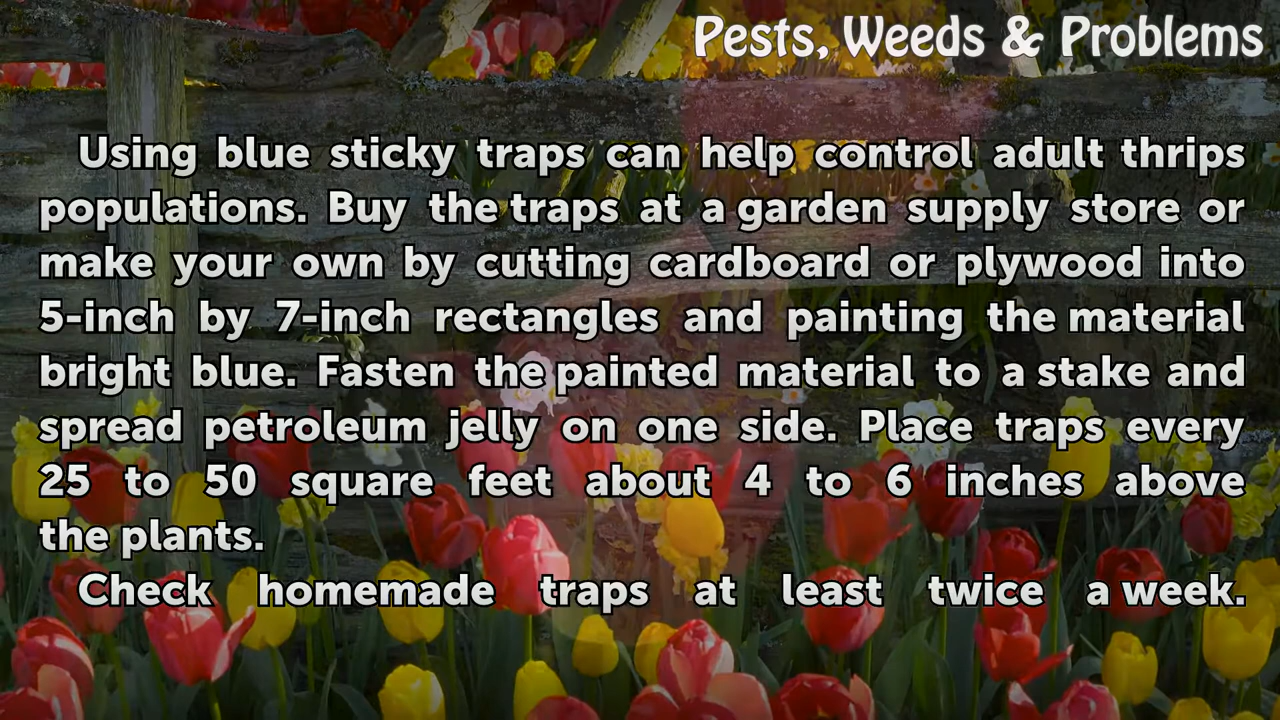 Pests, Weeds & Problems
Using blue sticky traps can help control adult thrips
populations. Buy the traps at a garden supply store or
make your own by cutting cardboard or plywood into
5-inch by 7-inch rectangles and painting the material
bright blue. Fasten the painted material to a stake and
spread petroleum jelly on one side. Place traps every
25 to 50 square feet about 4 to 6 inches above
the plants.
Check homemade traps at least twice a week.